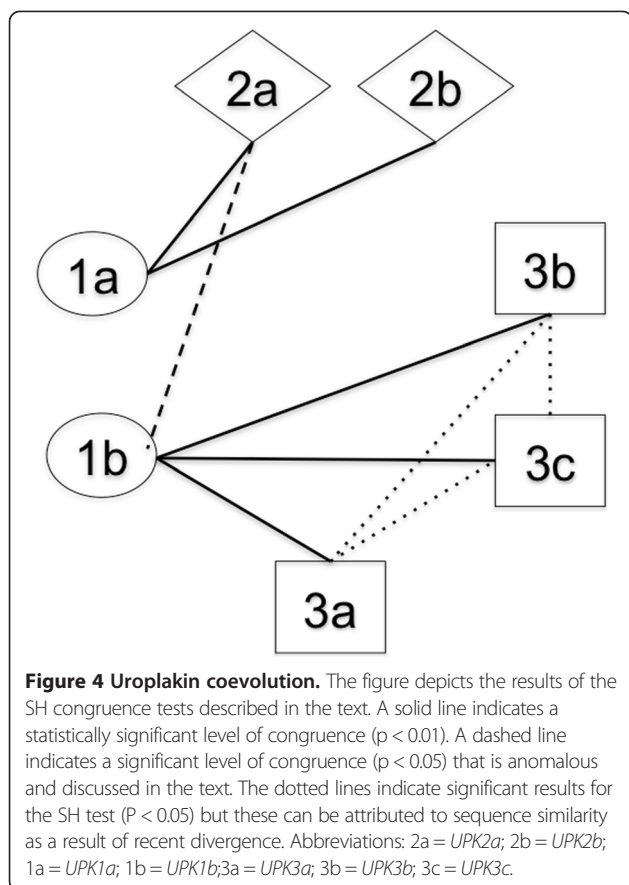 2a 2b
1a
3b
1b
3c
3a
Figure 4 Uroplakin coevolution. The figure depicts the results of the
SH congruence tests described in the text. A solid line indicates a
statistically significant level of congruence (p < 0.01). A dashed line
indicates a significant level of congruence (p < 0.05) that is anomalous
and discussed in the text. The dotted lines indicate significant results for
the SH test (P < 0.05) but these can be attributed to sequence similarity
as a result of recent divergence. Abbreviations: 2a = UPK2a; 2b = UPK2b;
1a = UPK1a; 1b = UPK1b;3a = UPK3a; 3b = UPK3b; 3c = UPK3c.